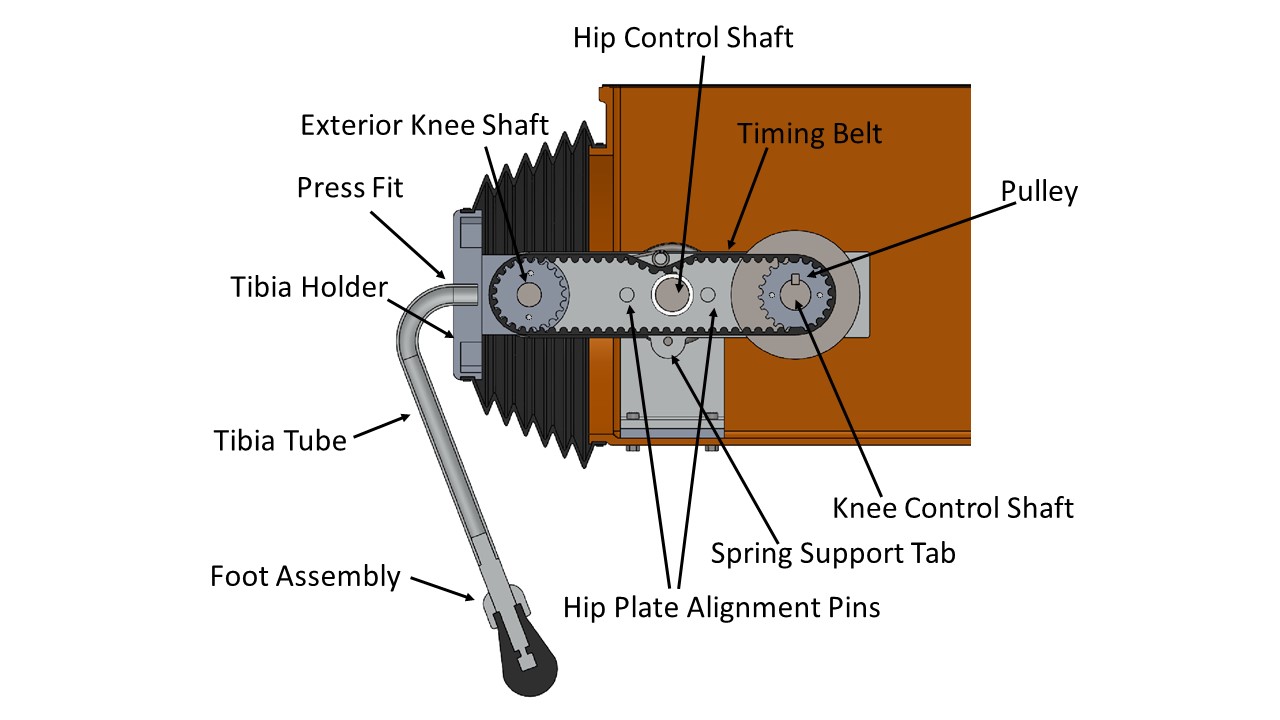 Hip Control Shaft
Exterior Knee Shaft
Timing Belt
Press Fit
Pulley
Tibia Holder
Tibia Tube
Knee Control Shaft
Spring Support Tab
Foot Assembly
Hip Plate Alignment Pins